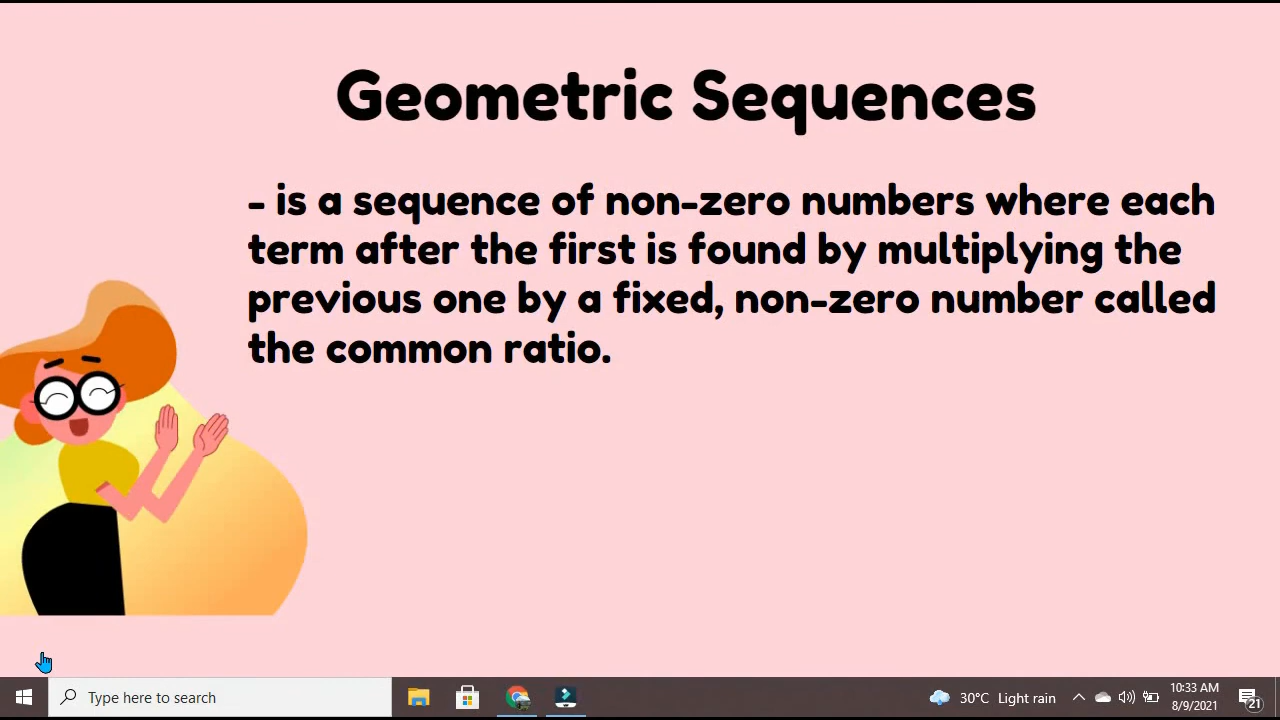 Geometric Sequences
- is a sequence of non-zero numbers where each
term after the first is found by multiplying the
previous one by a fixed, non-zero number called
the common ratio.
Type here to search
30°C Light rain
10:33 AM
8/9/2021
21